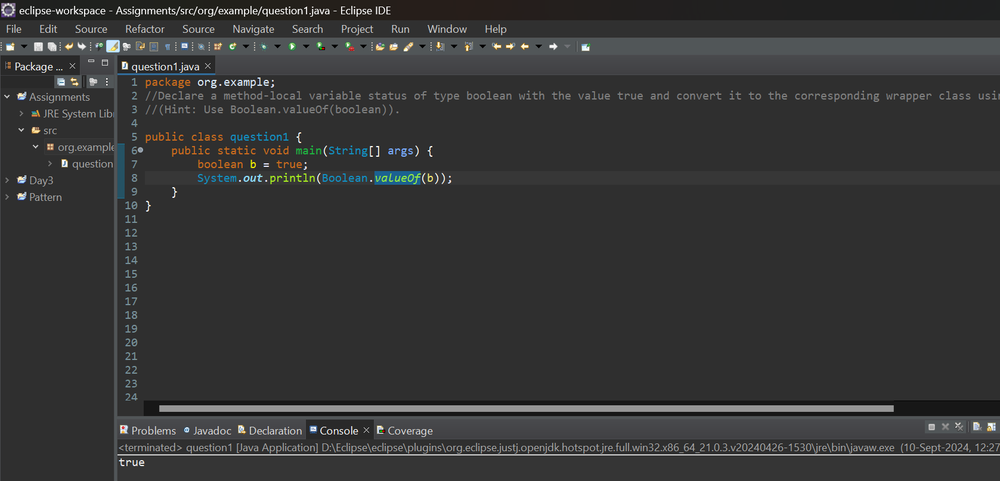 eclipse-workspace - Assignments/src/org/example/question1.java - Eclipse IDE
File Edit Source Refactor Source Navigate Search Project Run Window Help
Package ...
question1.java
Assignments
JRE System Libr
src
org.example
question
Day3
Pattern
1 package org.example;
2 //Declare a method-local variable status of type boolean with the value true and convert it to the corresponding wrapper class usin
3 //(Hint: Use Boolean.valueOf(boolean)).
4
5 public class question1 {
6 public static void main(String[] args) {
7 boolean b = true;
8 System.out.println(Boolean.valueOf(b));
9 }
10 }
11
12
13
14
15
16
17
18
19
20
21
22
23
24
Problems Javadoc Declaration Console Coverage
<terminated> question1 [Java Application] D:\Eclipse\eclipse\plugins\org.eclipse.justj.openjdk.hotspot.jre.full.win32.x86_64_21.0.3.v20240426-1530\jre\bin\javaw.exe (10-Sept-2024, 12:27
true